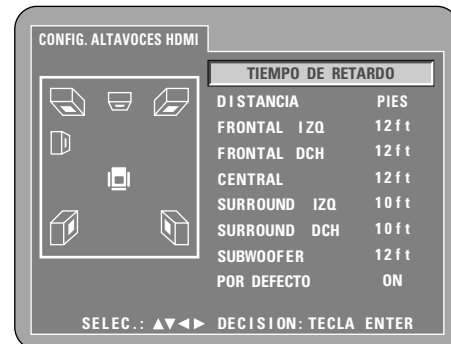 CONFIG. ALTAVOCES HDMI
TIEMPO DE RETARDO
DISTANCIA PIES
FRONTAL IZQ 12ft
FRONTAL DCH 12ft
CENTRAL 12ft
SURROUND IZQ 10ft
SURROUND DCH 10ft
SUBWOOFER 12ft
POR DEFECTO ON
SELEC.: ▲▼◄► DECISION: TECLA ENTER